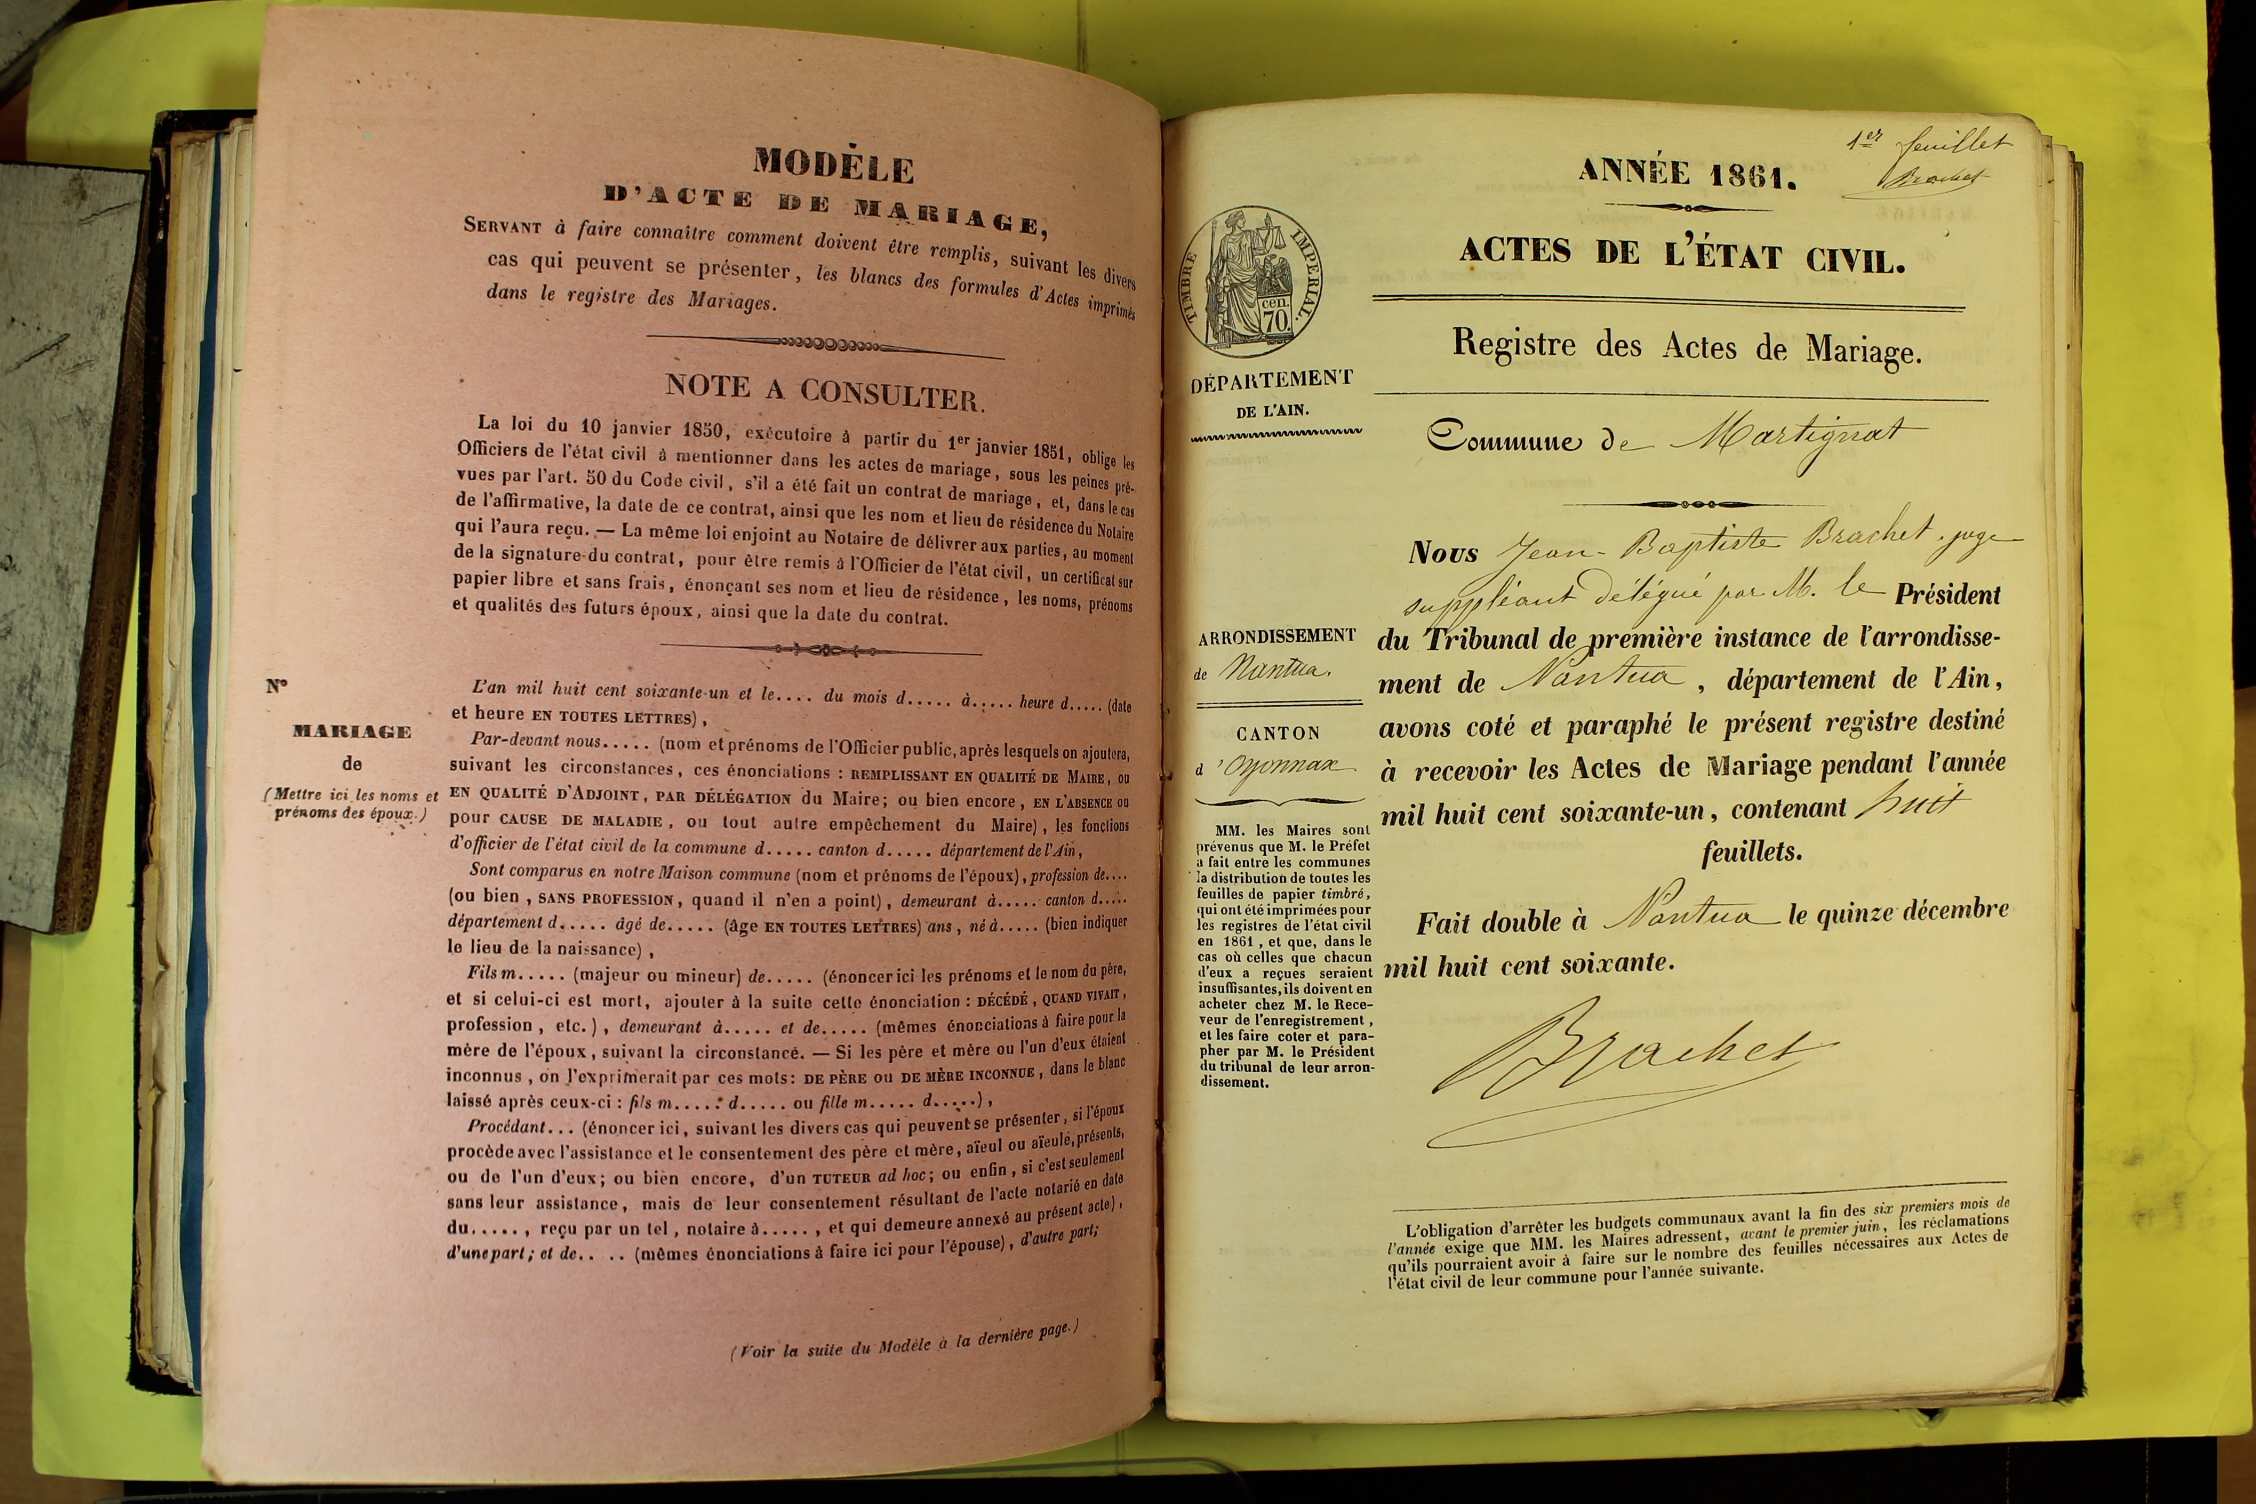 MODÈLE
D'ACTE DE MARIAGE,
SERVANT à faire connaître comment doivent être remplis, suivant les divers
cas qui peuvent se présenter, les blancs des formules d'Actes imprimés
dans le registre des Mariages.
NOTE A CONSULTER.
La loi du 10 janvier 1850, exécutoire à partir du 1er janvier 1851, oblige les
Officiers de l'état civil à mentionner dans les actes de mariage, sous les peines pré-
vues par l'art. 50 du Code civil, s'il a été fait un contrat de mariage, et, dans le cas
de l'affirmative, la date de ce contrat, ainsi que les nom et lieu de résidence du Notaire
qui l'aura reçu. — La même loi enjoint au Notaire de délivrer aux parties, au moment
de la signature du contrat, pour être remis à l'Officier de l'état civil, un certificat sur
papier libre et sans frais, énonçant ses nom et lieu de résidence, les noms, prénoms
et qualités des futurs époux, ainsi que la date du contrat.
N°
MARIAGE
de
(Mettre ici les noms et
prénoms des époux.)
L'an mil huit cent soixante-un et le.... du mois d..... à..... heure d..... (date
et heure EN TOUTES LETTRES),
Par-devant nous..... (nom et prénoms de l'Officier public, après lesquels on ajoutera,
suivant les circonstances, ces énonciations : REMPLISSANT EN QUALITÉ DE MAIRE, OU
EN QUALITÉ D'ADJOINT, PAR DÉLÉGATION du Maire; ou bien encore, EN L'ABSENCE OU
pour CAUSE DE MALADIE, ou tout autre empêchement du Maire), les fonctions
d'officier de l'état civil de la commune d..... canton d..... département de l'Ain,
Sont comparus en notre Maison commune (nom et prénoms de l'époux), profession de....
(ou bien, SANS PROFESSION, quand il n'en a point), demeurant à..... canton d.....
département d..... âgé de..... (âge EN TOUTES LETTRES) ans, né à..... (bien indiquer
le lieu de la naissance),
Fils m..... (majeur ou mineur) de..... (énoncer ici les prénoms et le nom du père,
et si celui-ci est mort, ajouter à la suite cette énonciation : DÉCÉDÉ, QUAND VIVAIT,
profession, etc.), demeurant à..... et de..... (mêmes énonciations à faire pour la
mère de l'époux, suivant la circonstance. — Si les père et mère ou l'un d'eux étaient
inconnus, on l'exprimerait par ces mots : DE PÈRE OU DE MÈRE INCONNUE, dans le blanc
laissé après ceux-ci : fils m..... d..... ou fille m..... d.....),
Procédant... (énoncer ici, suivant les divers cas qui peuvent se présenter, si l'époux
procède avec l'assistance et le consentement des père et mère, aïeul ou aïeule, présents,
ou de l'un d'eux; ou bien encore, d'un TUTEUR ad hoc; ou enfin, si c'est seulement
sans leur assistance, mais de leur consentement résultant de l'acte notarié en date
du....., reçu par un tel, notaire à....., et qui demeure annexé au présent acte),
d'une part; et de.. .. (mêmes énonciations à faire ici pour l'épouse), d'autre part;
(Voir la suite du Modèle à la dernière page.)
1er feuillet
Brachet
ANNÉE 1861.
ACTES DE L'ÉTAT CIVIL.
Registre des Actes de Mariage.
TIMBRE IMPÉRIAL.
cen.
70.
DÉPARTEMENT
DE L'AIN.
Commune de Martignat
Nous Jean-Baptiste Brachet, juge
suppléant délégué par M. le Président
du Tribunal de première instance de l'arrondisse-
ment de Nantua, département de l'Ain,
avons coté et paraphé le présent registre destiné
à recevoir les Actes de Mariage pendant l'année
mil huit cent soixante-un, contenant huit
feuillets.
Fait double à Nantua le quinze décembre
mil huit cent soixante.
Brachet
ARRONDISSEMENT
de Nantua.
CANTON
d'Oyonnax
MM. les Maires sont
prévenus que M. le Préfet
a fait entre les communes
la distribution de toutes les
feuilles de papier timbré,
qui ont été imprimées pour
les registres de l'état civil
en 1861, et que, dans le
cas où celles que chacun
d'eux a reçues seraient
insuffisantes, ils doivent en
acheter chez M. le Rece-
veur de l'enregistrement,
et les faire coter et para-
pher par M. le Président
du tribunal de leur arron-
dissement.
L'obligation d'arrêter les budgets communaux avant la fin des six premiers mois de
l'année exige que MM. les Maires adressent, avant le premier juin, les réclamations
qu'ils pourraient avoir à faire sur le nombre des feuilles nécessaires aux Actes de
l'état civil de leur commune pour l'année suivante.